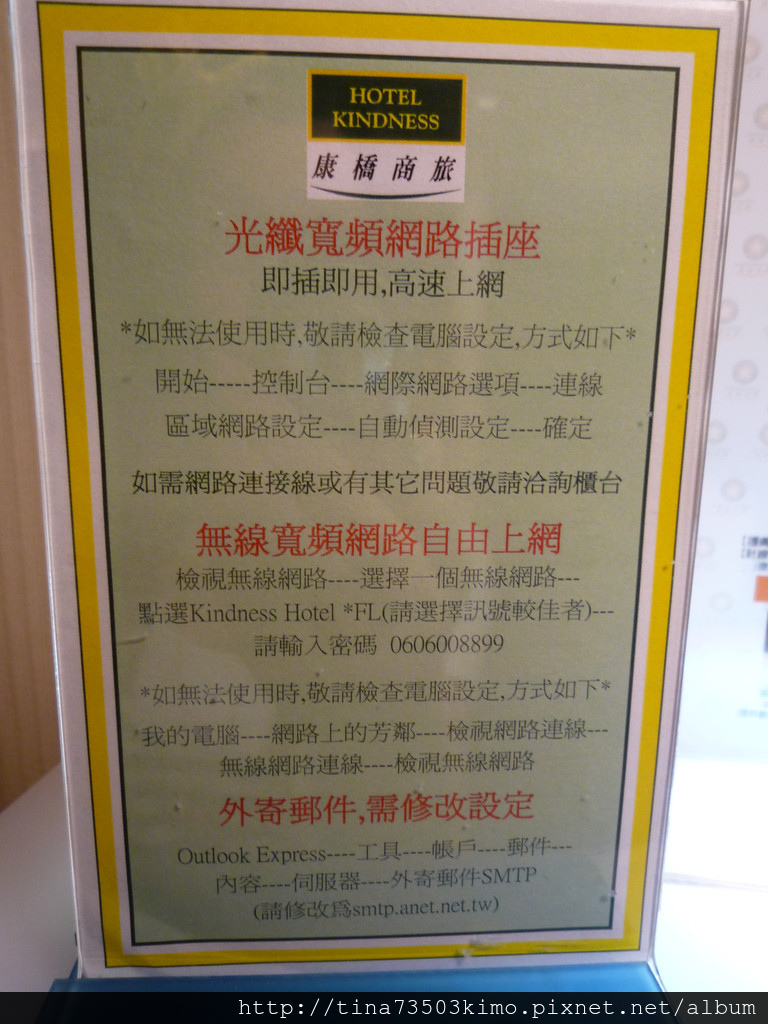 HOTEL
KINDNESS
康橋商旅
光纖寬頻網路插座
即插即用,高速上網
*如無法使用時,敬請檢查電腦設定,方式如下*
開始-----控制台----網際網路選項----連線
區域網路設定----自動偵測設定----確定
如需網路連接線或有其它問題敬請洽詢櫃台
無線寬頻網路自由上網
檢視無線網路----選擇一個無線網路---
點選Kindness Hotel *FL(請選擇訊號較佳者)---
請輸入密碼 0606008899
*如無法使用時,敬請檢查電腦設定,方式如下*
我的電腦----網路上的芳鄰----檢視網路連線---
無線網路連線----檢視無線網路
外寄郵件,需修改設定
Outlook Express----工具----帳戶----郵件---
內容----伺服器----外寄郵件SMTP
(請修改為smtp.anet.net.tw)
http://tina73503kimo.pixnet.net/album